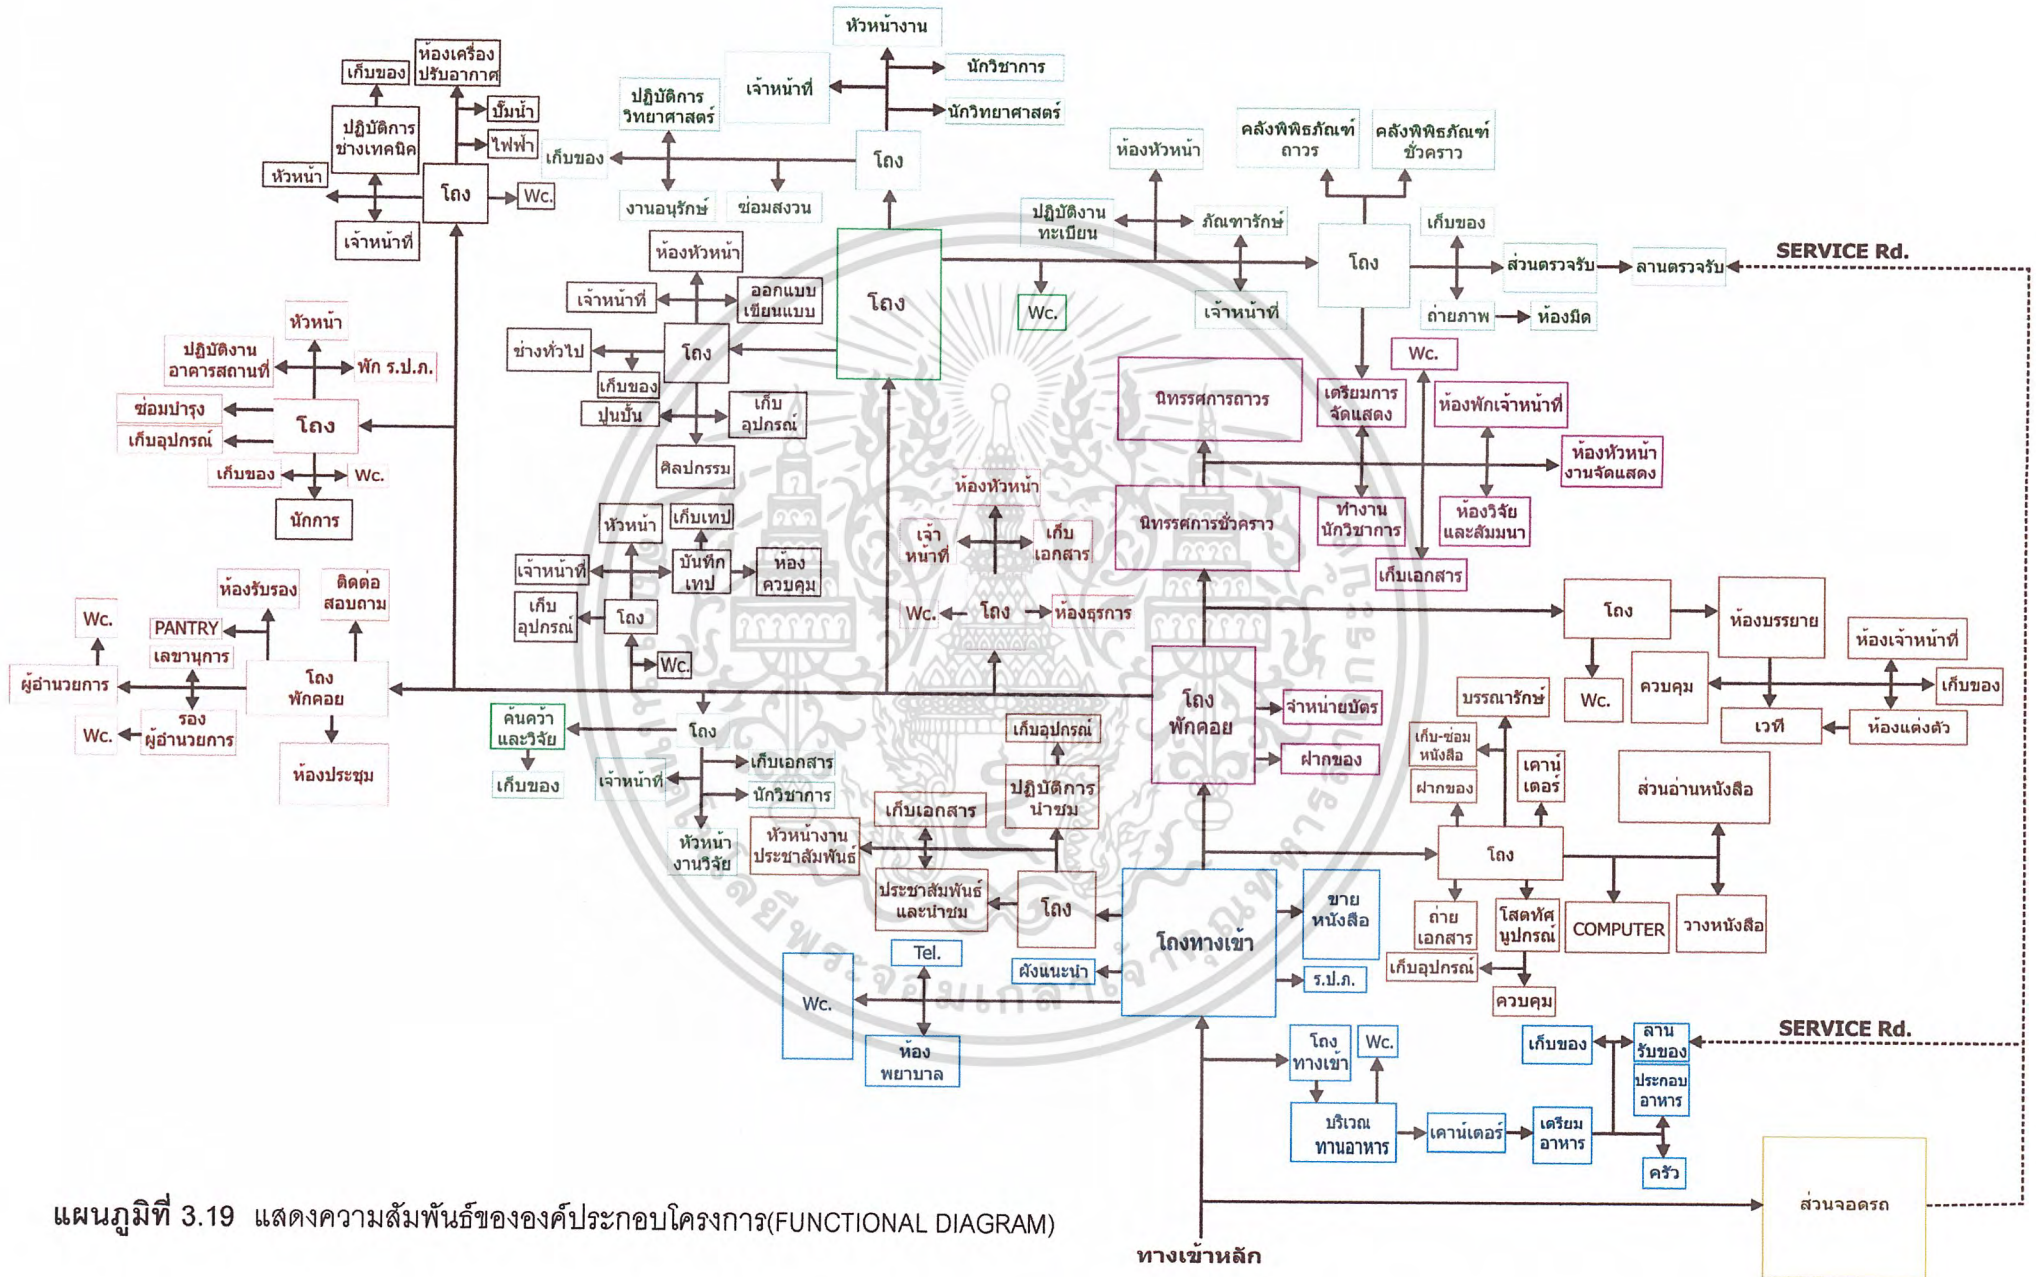 หัวหน้างาน
เจ้าหน้าที่
นักวิชาการ
นักวิทยาศาสตร์
โถง
ปฏิบัติการ
วิทยาศาสตร์
เก็บของ
งานอนุรักษ์
ซ่อมสงวน
ห้องเครื่อง
ปรับอากาศ
เก็บของ
ปั๊มน้ำ
ไฟฟ้า
ปฏิบัติการ
ช่างเทคนิค
หัวหน้า
โถง
Wc.
เจ้าหน้าที่
ห้องหัวหน้า
ปฏิบัติงาน
ทะเบียน
ภัณฑารักษ์
เจ้าหน้าที่
Wc.
คลังพิพิธภัณฑ์
ถาวร
คลังพิพิธภัณฑ์
ชั่วคราว
โถง
เก็บของ
ส่วนตรวจรับ
ลานตรวจรับ
ถ่ายภาพ
ห้องมืด
SERVICE Rd.
โถง
ห้องหัวหน้า
เจ้าหน้าที่
ออกแบบ
เขียนแบบ
ช่างทั่วไป
โถง
เก็บของ
ปูนปั้น
เก็บ
อุปกรณ์
ศิลปกรรม
หัวหน้า
ปฏิบัติงาน
อาคารสถานที่
พัก ร.ป.ภ.
ซ่อมบำรุง
โถง
เก็บอุปกรณ์
เก็บของ
Wc.
นักการ
Wc.
นิทรรศการถาวร
เตรียมการ
จัดแสดง
ห้องพักเจ้าหน้าที่
ห้องหัวหน้า
งานจัดแสดง
นิทรรศการชั่วคราว
ทำงาน
นักวิชาการ
ห้องวิจัย
และสัมมนา
เก็บเอกสาร
ห้องหัวหน้า
เจ้า
หน้าที่
เก็บ
เอกสาร
Wc.
โถง
ห้องธุรการ
หัวหน้า
เก็บเทป
เจ้าหน้าที่
บันทึก
เทป
ห้อง
ควบคุม
เก็บ
อุปกรณ์
โถง
Wc.
ห้องรับรอง
ติดต่อ
สอบถาม
Wc.
PANTRY
เลขานุการ
ผู้อำนวยการ
โถง
พักคอย
รอง
ผู้อำนวยการ
Wc.
ห้องประชุม
ค้นคว้า
และวิจัย
โถง
เก็บของ
เจ้าหน้าที่
เก็บเอกสาร
นักวิชาการ
หัวหน้า
งานวิจัย
โถง
พักคอย
จำหน่ายบัตร
ฝากของ
โถง
ห้องบรรยาย
Wc.
ควบคุม
ห้องเจ้าหน้าที่
เก็บของ
เวที
ห้องแต่งตัว
บรรณารักษ์
เก็บ-ซ่อม
หนังสือ
เคาน์
เตอร์
ฝากของ
ส่วนอ่านหนังสือ
โถง
ถ่าย
เอกสาร
โสตทัศ
นูปกรณ์
COMPUTER
วางหนังสือ
เก็บอุปกรณ์
ควบคุม
เก็บอุปกรณ์
ปฏิบัติการ
นำชม
เก็บเอกสาร
หัวหน้างาน
ประชาสัมพันธ์
ประชาสัมพันธ์
และนำชม
โถง
โถงทางเข้า
ขาย
หนังสือ
ร.ป.ภ.
ผังแนะนำ
Tel.
Wc.
ห้อง
พยาบาล
โถง
ทางเข้า
Wc.
บริเวณ
ทานอาหาร
เคาน์เตอร์
เตรียม
อาหาร
เก็บของ
ลาน
รับของ
ประกอบ
อาหาร
ครัว
SERVICE Rd.
ส่วนจอดรถ
ทางเข้าหลัก
แผนภูมิที่ 3.19 แสดงความสัมพันธ์ขององค์ประกอบโครงการ(FUNCTIONAL DIAGRAM)